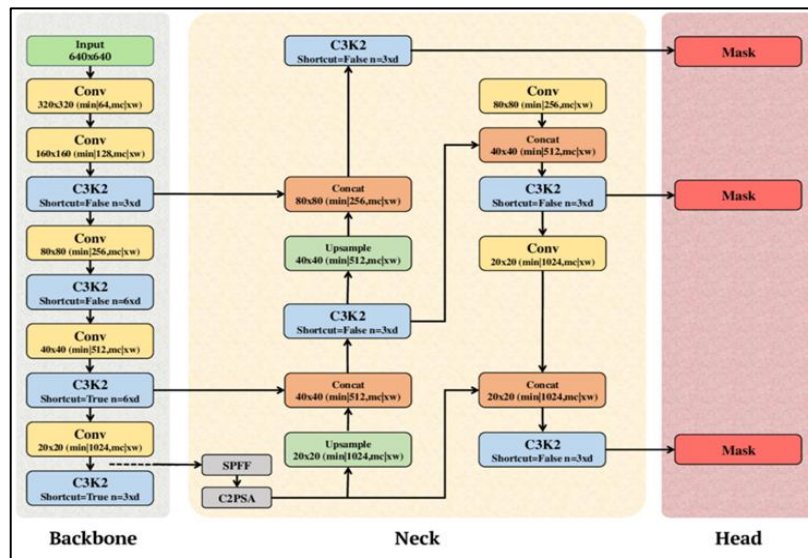 Input
640x640
Conv
320x320 (min|64,mc|xw)
Conv
160x160 (min|128,mc|xw)
C3K2
Shortcut=False n=3xd
Conv
80x80 (min|256,mc|xw)
C3K2
Shortcut=False n=6xd
Conv
40x40 (min|512,mc|xw)
C3K2
Shortcut=True n=6xd
Conv
20x20 (min|1024,mc|xw)
C3K2
Shortcut=True n=3xd
Backbone
C3K2
Shortcut=False n=3xd
Concat
80x80 (min|256,mc|xw)
Upsample
40x40 (min|512,mc|xw)
C3K2
Shortcut=False n=3xd
Concat
40x40 (min|512,mc|xw)
Upsample
20x20 (min|1024,mc|xw)
SPFF
C2PSA
Conv
80x80 (min|256,mc|xw)
Concat
40x40 (min|512,mc|xw)
C3K2
Shortcut=False n=3xd
Conv
20x20 (min|1024,mc|xw)
Concat
20x20 (min|1024,mc|xw)
C3K2
Shortcut=False n=3xd
Neck
Mask
Mask
Mask
Head